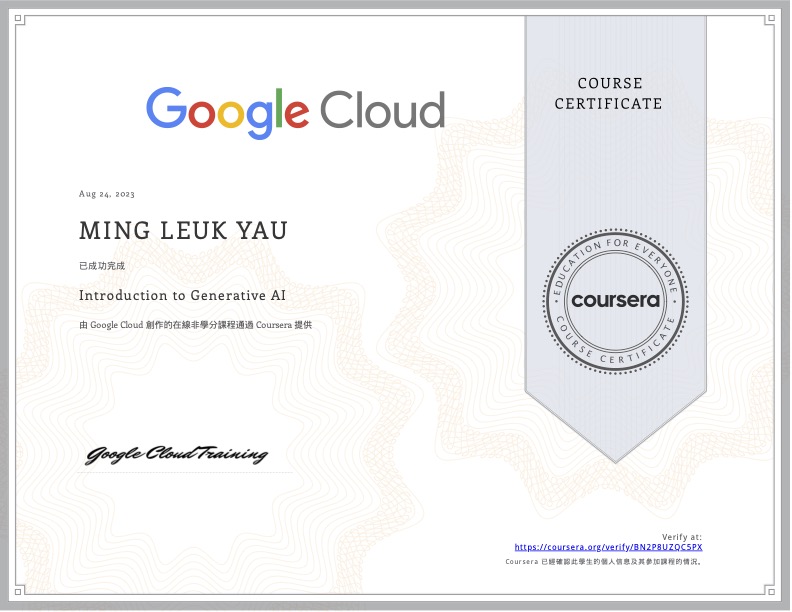 Google Cloud
COURSE
CERTIFICATE
Aug 24, 2023
MING LEUK YAU
已成功完成
Introduction to Generative AI
由 Google Cloud 創作的在線非學分課程通過 Coursera 提供
EDUCATION FOR EVERYONE
coursera
COURSE CERTIFICATE
Google Cloud Training
Verify at:
https://coursera.org/verify/BN2P8UZQC5PX
Coursera 已經確認此學生的個人信息及其參加課程的情況。